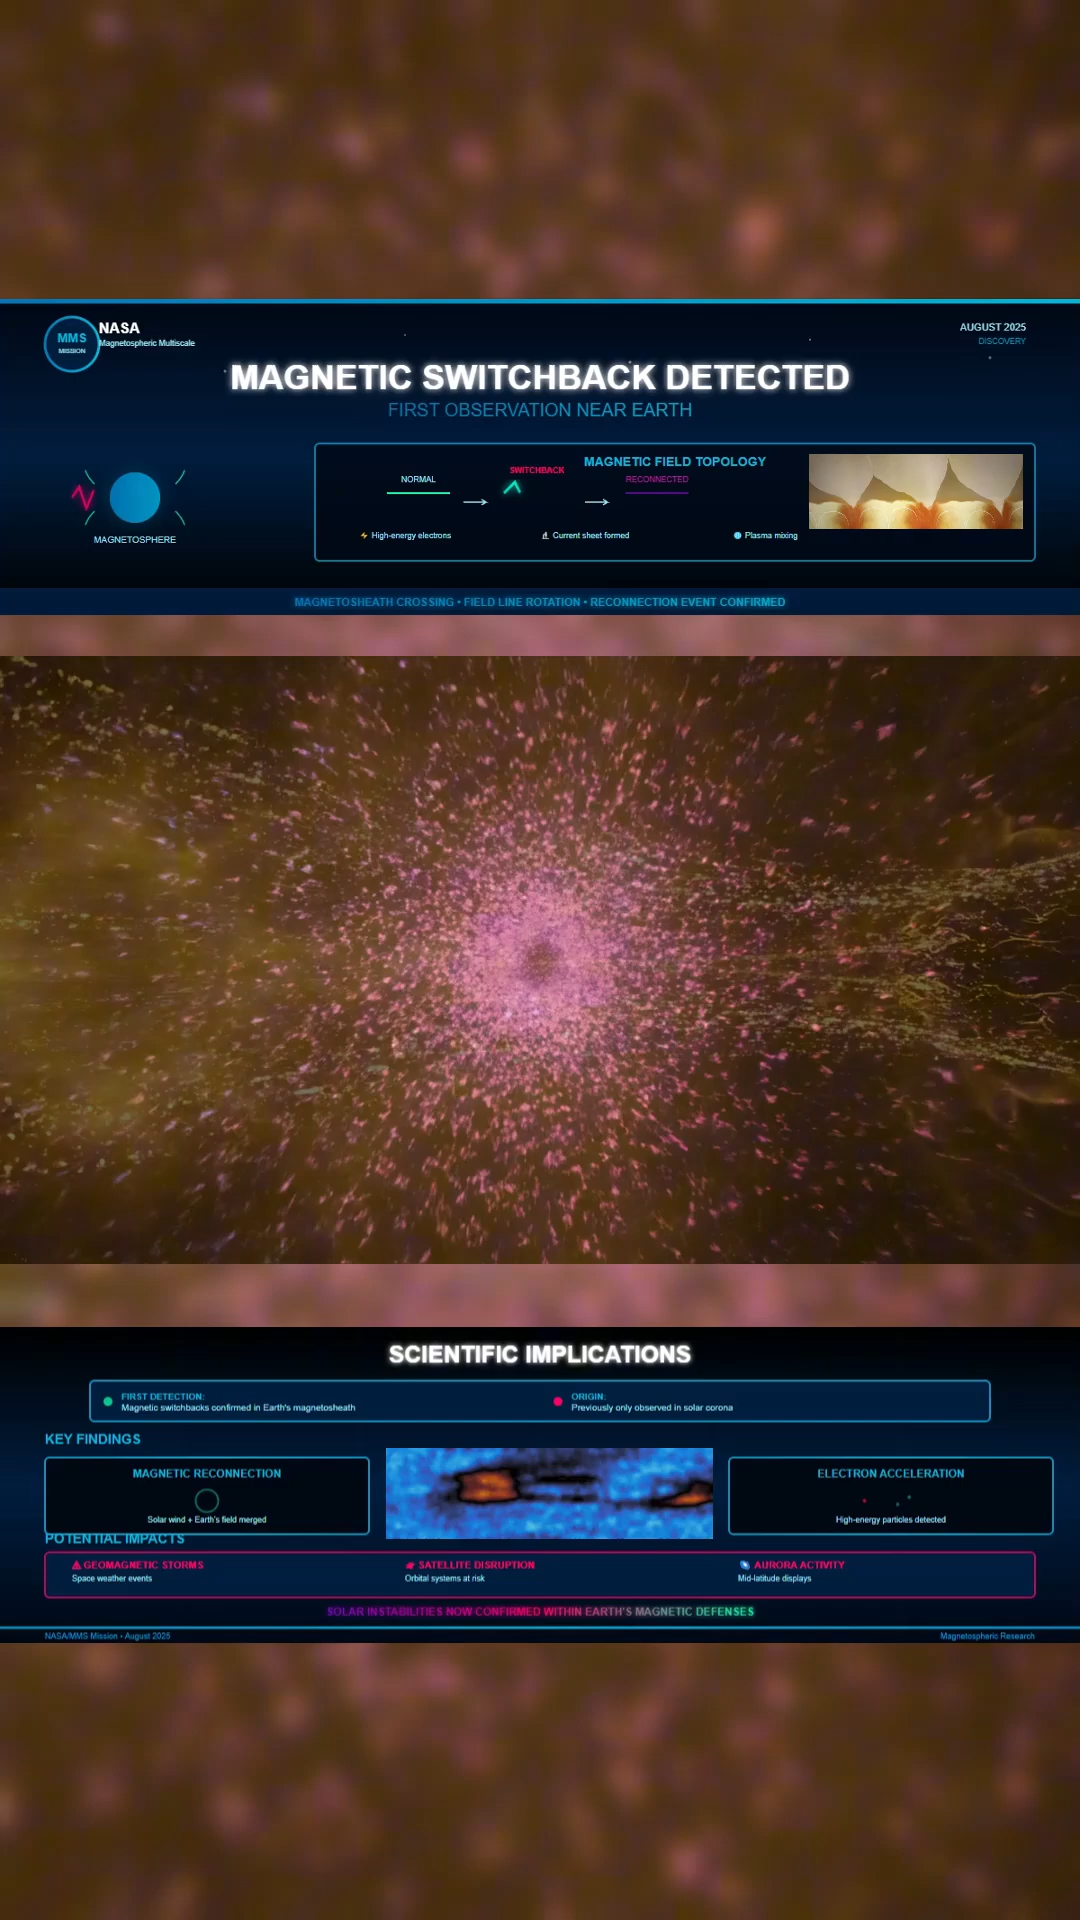 MMS
MISSION
NASA
Magnetospheric Multiscale
AUGUST 2025
DISCOVERY
MAGNETIC SWITCHBACK DETECTED
FIRST OBSERVATION NEAR EARTH
MAGNETIC FIELD TOPOLOGY
NORMAL
SWITCHBACK
RECONNECTED
High-energy electrons
Current sheet formed
Plasma mixing
MAGNETOSPHERE
MAGNETOSHEATH CROSSING • FIELD LINE ROTATION • RECONNECTION EVENT CONFIRMED
SCIENTIFIC IMPLICATIONS
FIRST DETECTION:
Magnetic switchbacks confirmed in Earth's magnetosheath
ORIGIN:
Previously only observed in solar corona
KEY FINDINGS
MAGNETIC RECONNECTION
Solar wind + Earth's field merged
ELECTRON ACCELERATION
High-energy particles detected
POTENTIAL IMPACTS
GEOMAGNETIC STORMS
Space weather events
SATELLITE DISRUPTION
Orbital systems at risk
AURORA ACTIVITY
Mid-latitude displays
SOLAR INSTABILITIES NOW CONFIRMED WITHIN EARTH'S MAGNETIC DEFENSES
NASA/MMS Mission • August 2025
Magnetospheric Research